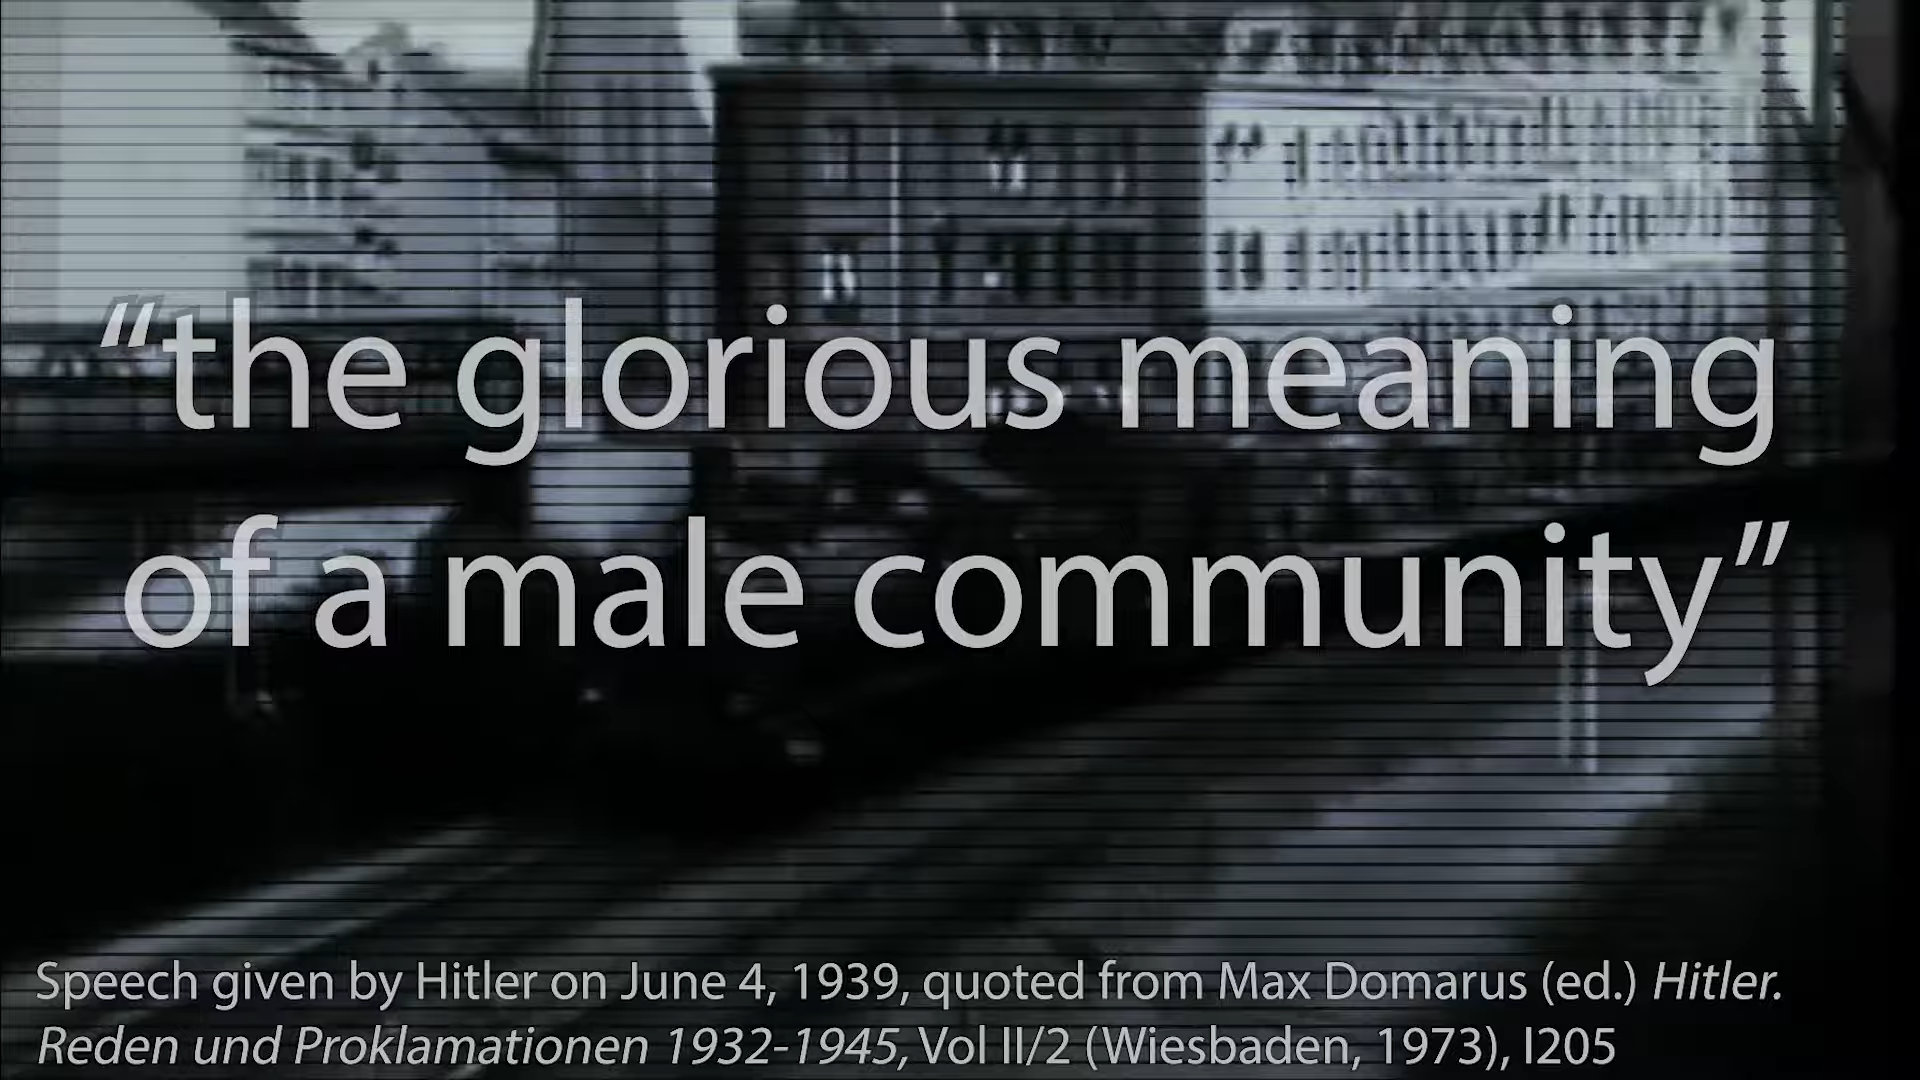 “the glorious meaning
of a male community”
Speech given by Hitler on June 4, 1939, quoted from Max Domarus (ed.) Hitler.
Reden und Proklamationen 1932-1945, Vol II/2 (Wiesbaden, 1973), I205